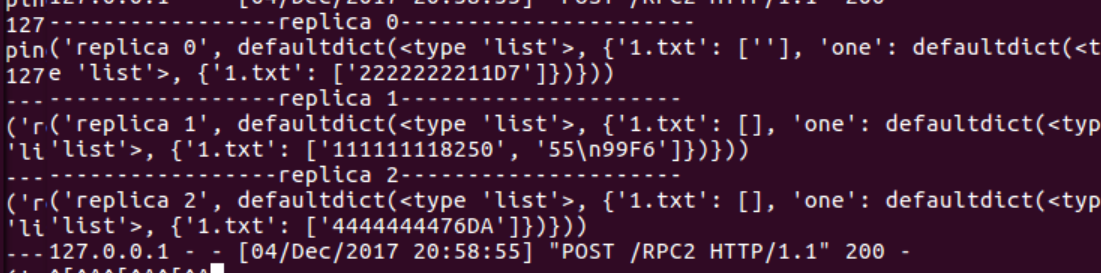 pin127.0.0.1 - - [04/Dec/2017 20:58:55] "POST /RPC2 HTTP/1.1" 200 -
127 -----------------replica 0----------------------
pin('replica 0', defaultdict(<type 'list'>, {'1.txt': [''], 'one': defaultdict(<t
127e 'list'>, {'1.txt': ['2222222211D7']})}))
--------------------replica 1---------------------
('r('replica 1', defaultdict(<type 'list'>, {'1.txt': [], 'one': defaultdict(<typ
'li'list'>, {'1.txt': ['111111118250', '55\n99F6']})}))
--------------------replica 2---------------------
('r('replica 2', defaultdict(<type 'list'>, {'1.txt': [], 'one': defaultdict(<typ
'li'list'>, {'1.txt': ['4444444476DA']})}))
---127.0.0.1 - - [04/Dec/2017 20:58:55] "POST /RPC2 HTTP/1.1" 200 -